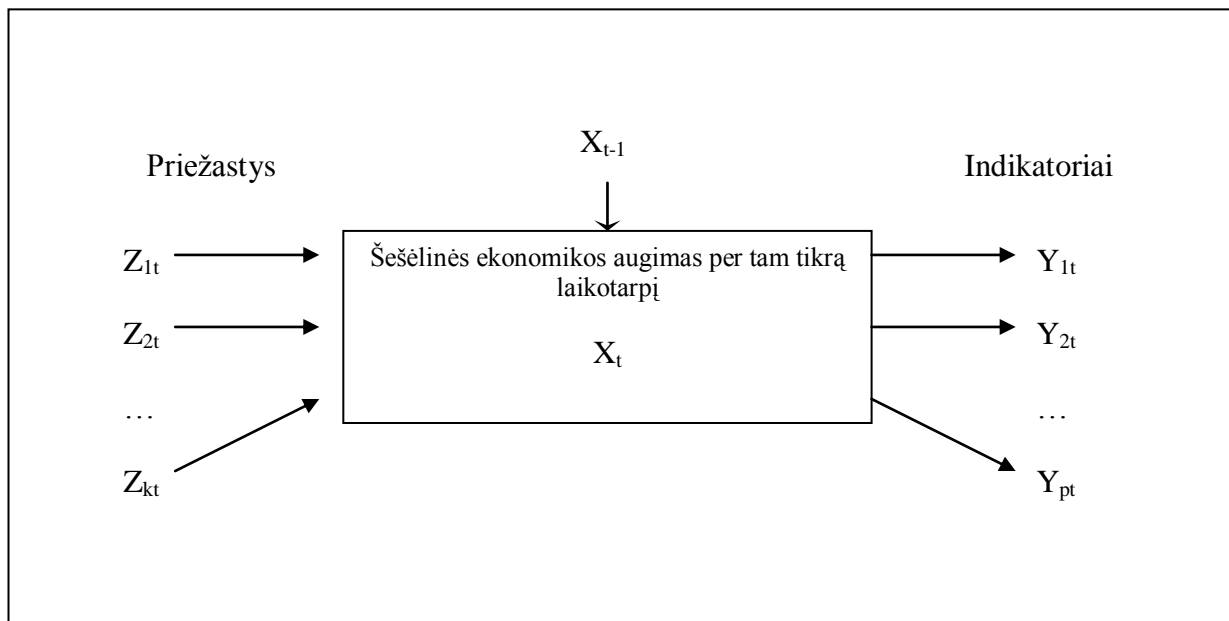 X_{t-1}
Priežastys
Indikatoriai
Šešėlinės ekonomikos augimas per tam tikrą
laikotarpį
Z_{1t}
Y_{1t}
Z_{2t}
Y_{2t}
X_t
…
…
Z_{kt}
Y_{pt}